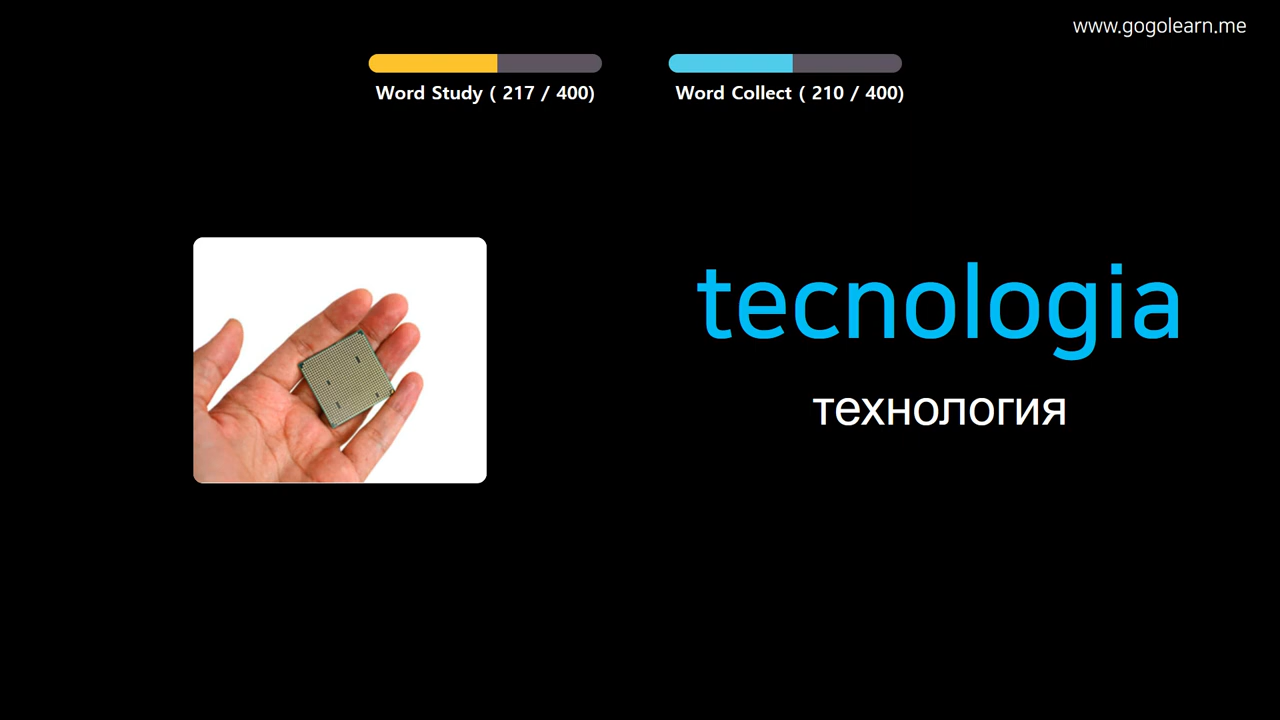 www.gogolearn.me
Word Study ( 217 / 400)
Word Collect ( 210 / 400)
tecnologia
технология